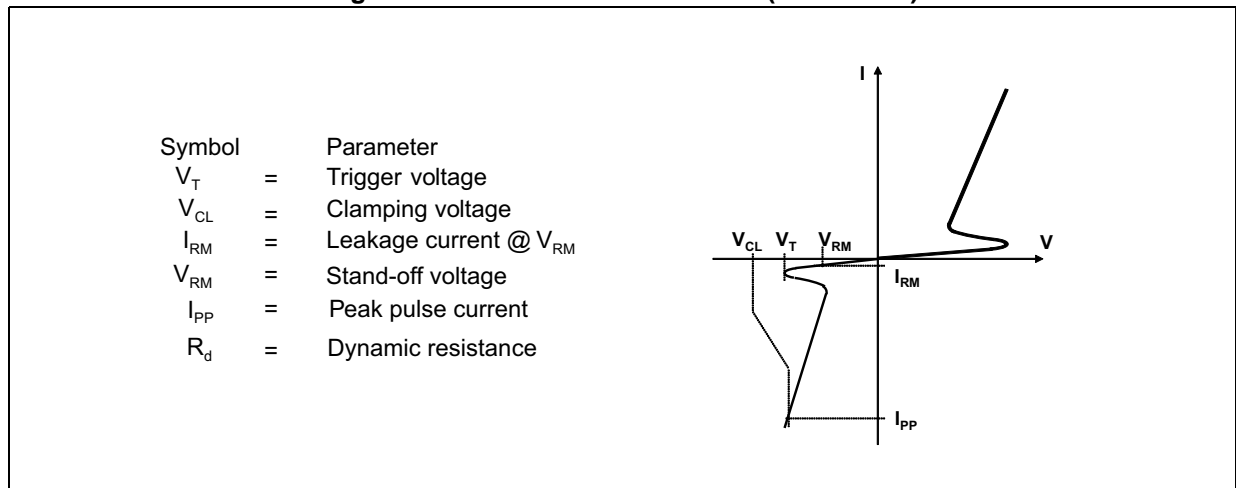 Symbol Parameter
V_T = Trigger voltage
V_CL = Clamping voltage
I_RM = Leakage current @ V_RM
V_RM = Stand-off voltage
I_PP = Peak pulse current
R_d = Dynamic resistance
I
V_CL V_T V_RM V
I_RM
I_PP